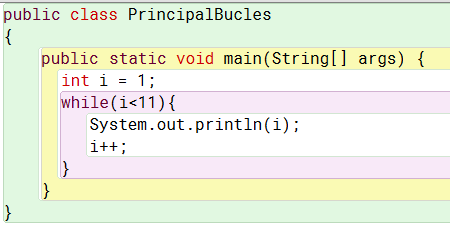 public class PrincipalBucles
{
public static void main(String[] args) {
int i = 1;
while(i<11){
System.out.println(i);
i++;
}
}
}